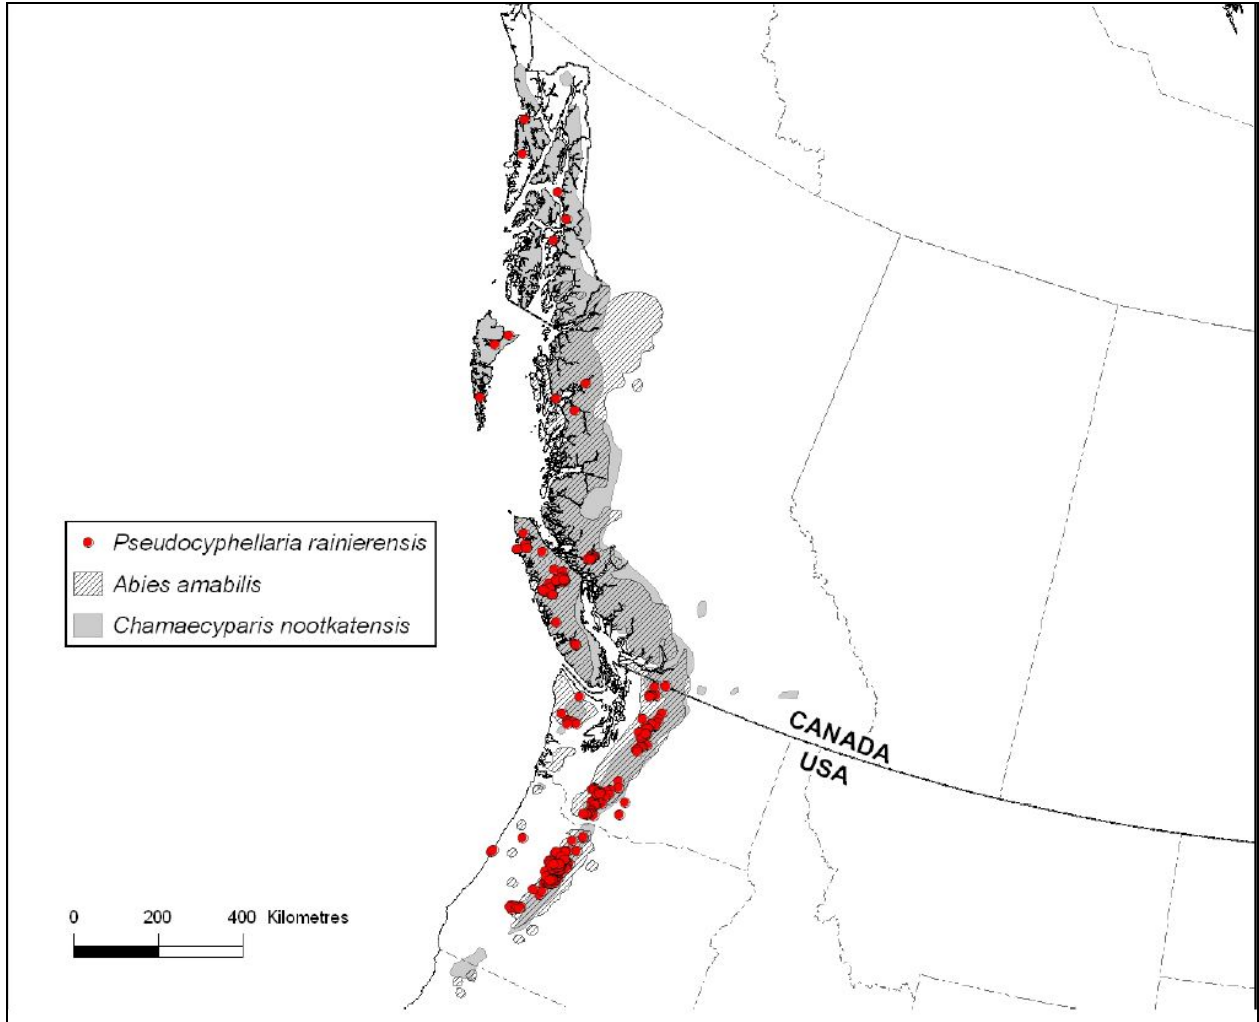 Pseudocyphellaria rainierensis
Abies amabilis
Chamaecyparis nootkatensis
CANADA
USA
0 200 400 Kilometres